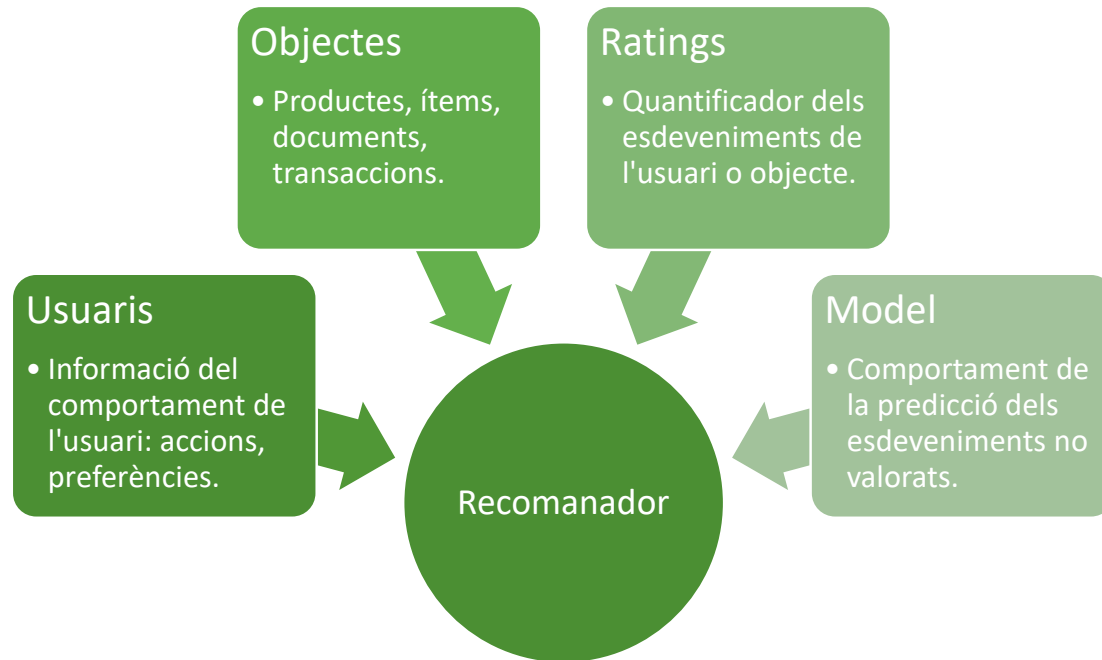 Objectes
• Productes, ítems,
documents,
transaccions.
Ratings
• Quantificador dels
esdeveniments de
l'usuari o objecte.
Usuaris
• Informació del
comportament de
l'usuari: accions,
preferències.
Model
• Comportament de
la predicció dels
esdeveniments no
valorats.
Recomanador